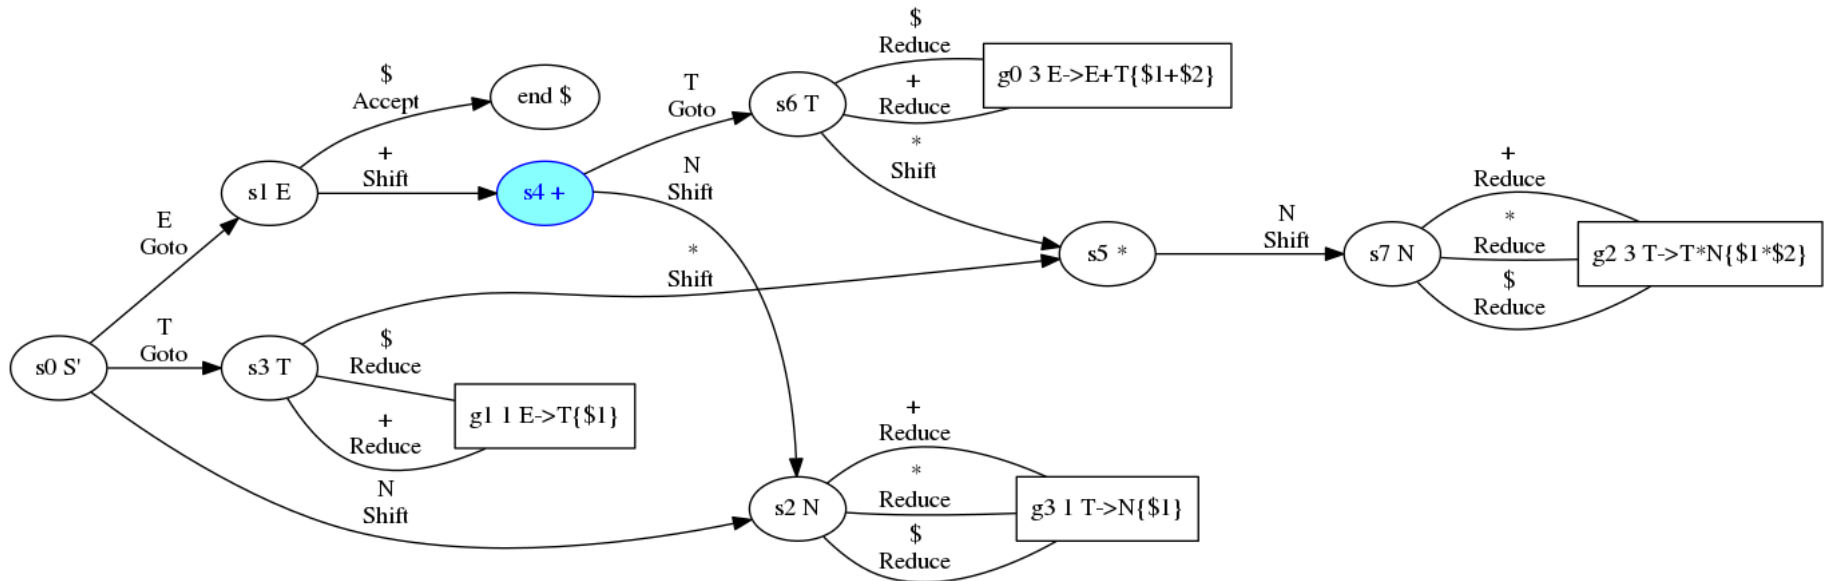 $
Reduce
g0 3 E->E+T{$1+$2}
+
Reduce
s6 T
T
Goto
$
Accept
end $
*
Shift
+
Shift
s1 E
s4 +
N
Shift
+
Reduce
*
Reduce
g2 3 T->T*N{$1*$2}
$
Reduce
s7 N
N
Shift
s5 *
E
Goto
*
Shift
T
Goto
s0 S'
s3 T
$
Reduce
g1 1 E->T{$1}
+
Reduce
N
Shift
+
Reduce
*
Reduce
s2 N
g3 1 T->N{$1}
$
Reduce